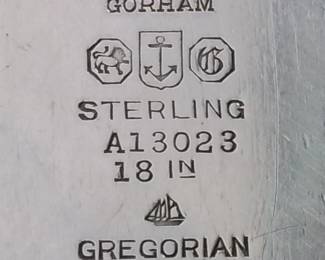 GORHAM
G
STERLING
A13023
18 IN
GREGORIAN